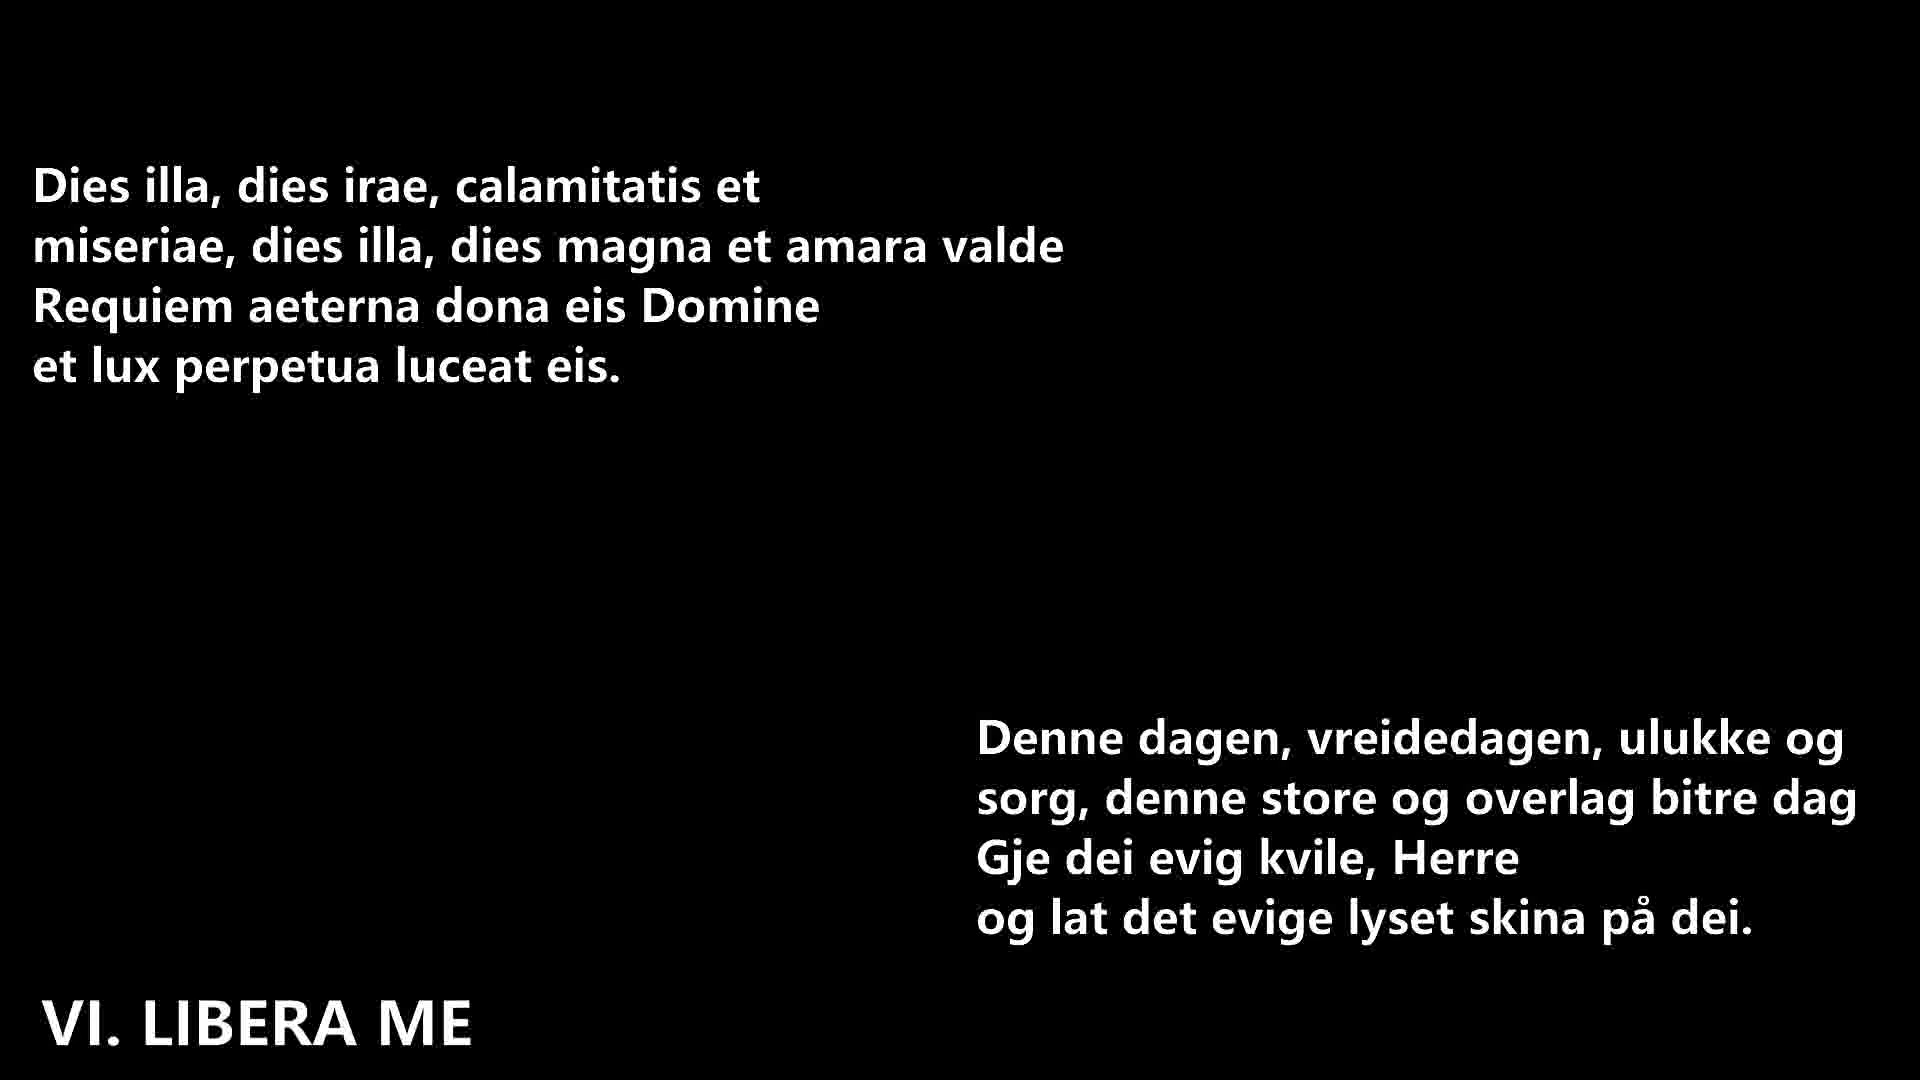 Dies illa, dies irae, calamitatis et
miseriae, dies illa, dies magna et amara valde
Requiem aeterna dona eis Domine
et lux perpetua luceat eis.
Denne dagen, vreidedagen, ulukke og
sorg, denne store og overlag bitre dag
Gje dei evig kvile, Herre
og lat det evige lyset skina på dei.
VI. LIBERA ME